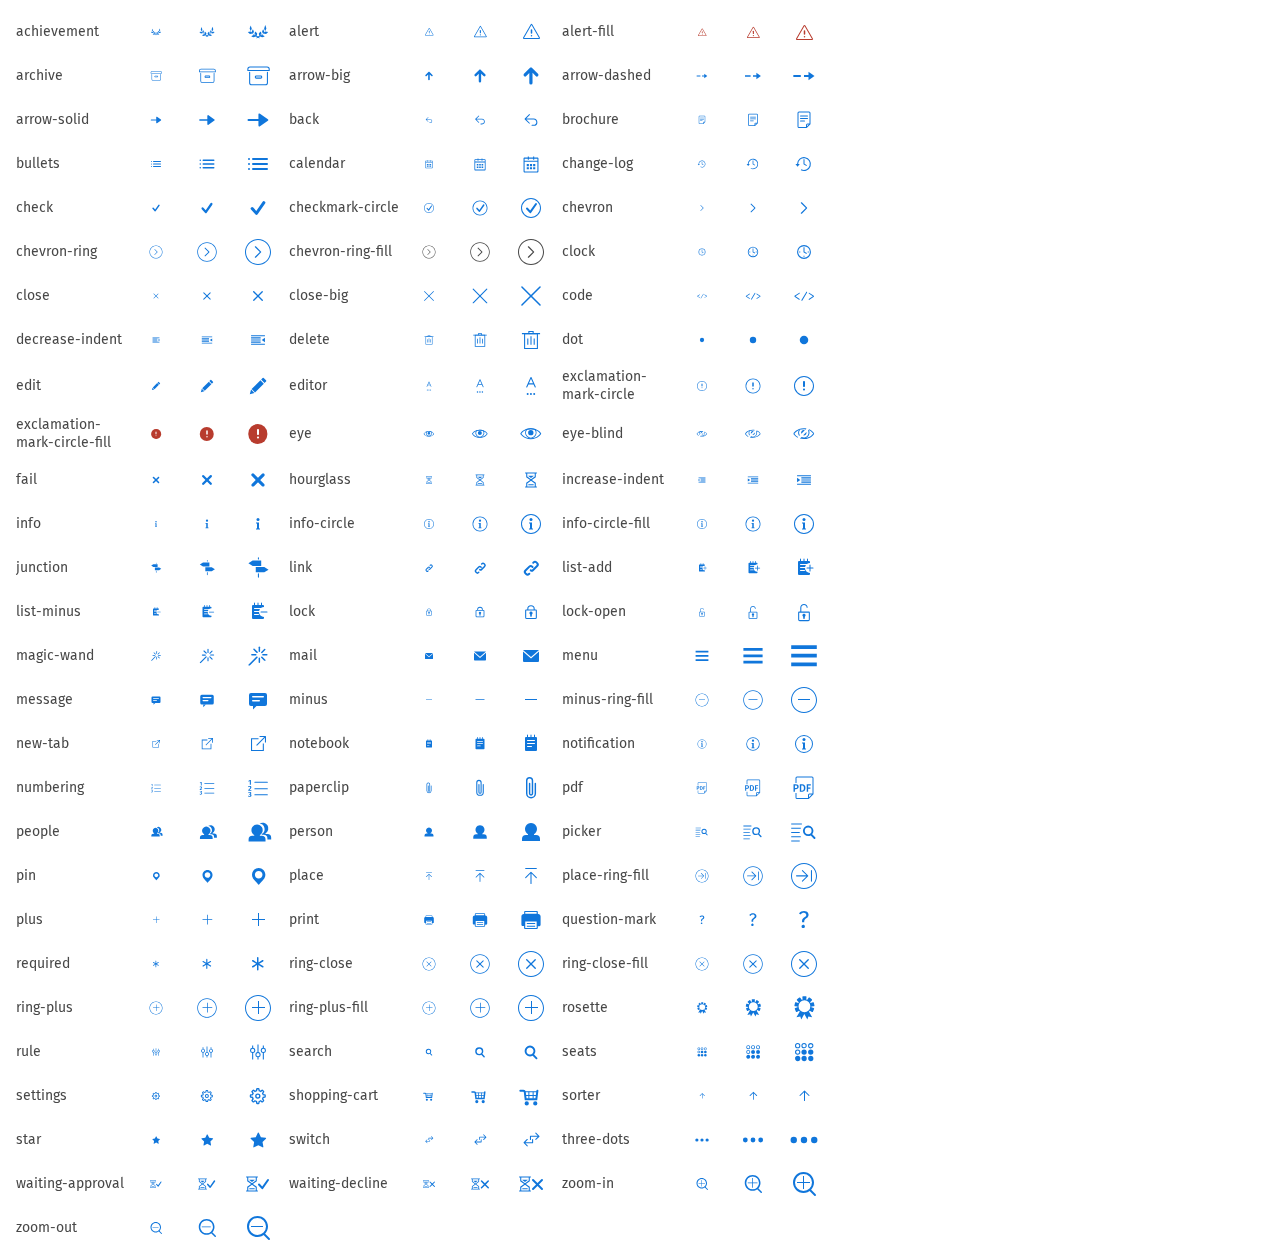 achievement alert alert-fill
archive arrow-big arrow-dashed
arrow-solid back brochure
bullets calendar change-log
check checkmark-circle chevron
chevron-ring chevron-ring-fill clock
close close-big code
decrease-indent delete dot
edit editor exclamation-
mark-circle
exclamation-
mark-circle-fill eye eye-blind
fail hourglass increase-indent
info info-circle info-circle-fill
junction link list-add
list-minus lock lock-open
magic-wand mail menu
message minus minus-ring-fill
new-tab notebook notification
numbering paperclip pdf
people person picker
pin place place-ring-fill
plus print question-mark
required ring-close ring-close-fill
ring-plus ring-plus-fill rosette
rule search seats
settings shopping-cart sorter
star switch three-dots
waiting-approval waiting-decline zoom-in
zoom-out